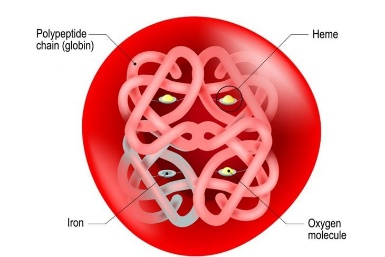 Polypeptide
chain (globin)
Heme
Iron
Oxygen
molecule